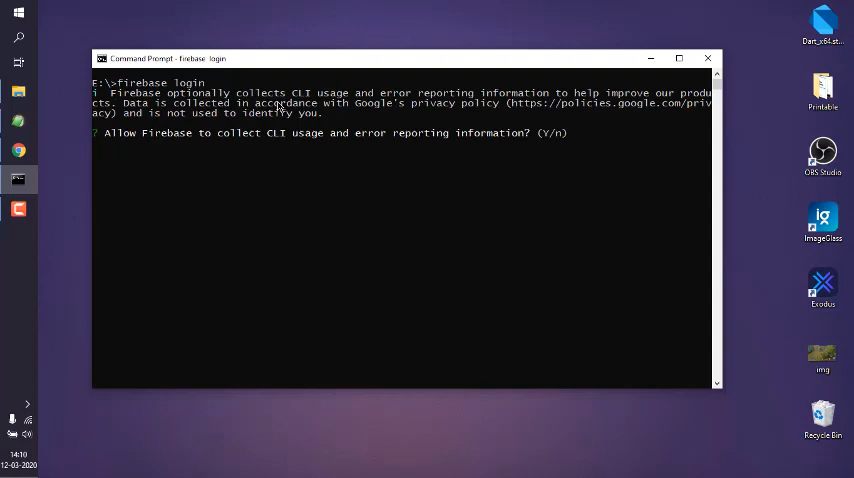 Command Prompt - firebase login
E:\>firebase login
i  Firebase optionally collects CLI usage and error reporting information to help improve our produ
cts. Data is collected in accordance with Google's privacy policy (https://policies.google.com/priv
acy) and is not used to identify you.
? Allow Firebase to collect CLI usage and error reporting information? (Y/n)
Dart_x64.st...
Printable
OBS Studio
ig
ImageGlass
Exodus
img
Recycle Bin
14:10
12-03-2020